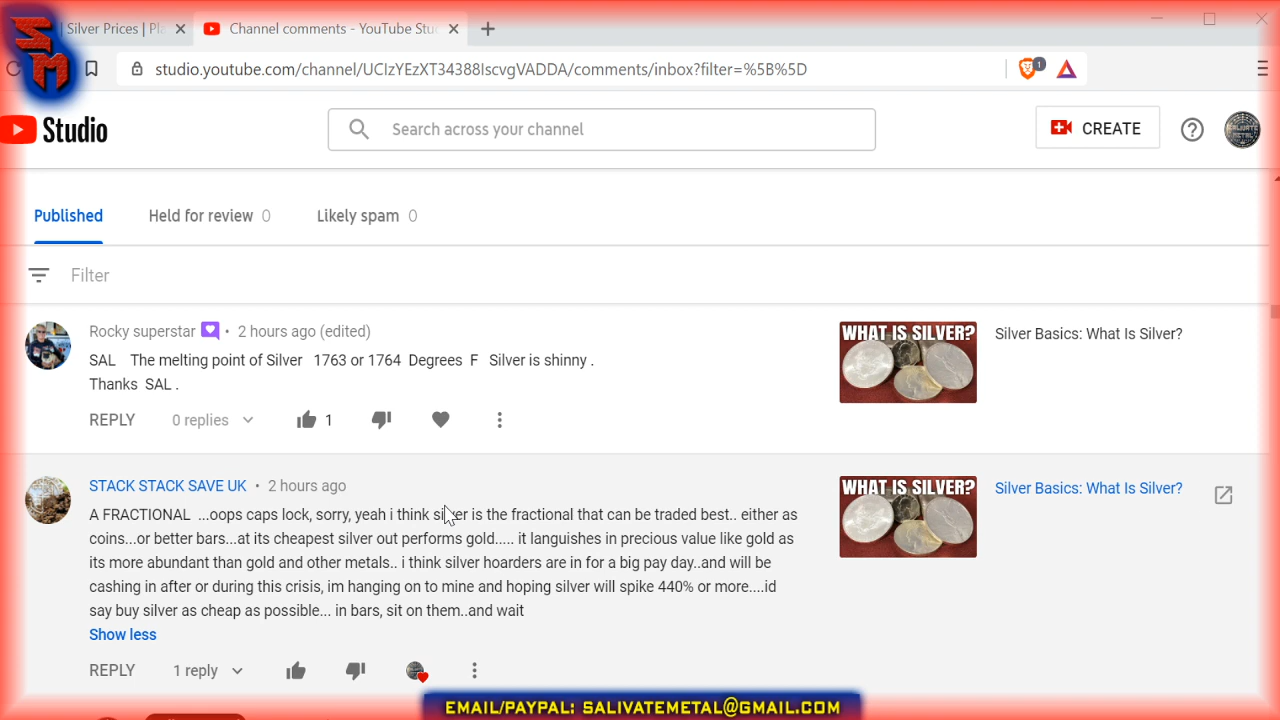 SM
| Silver Prices | Pla
Channel comments - YouTube Stu
studio.youtube.com/channel/UClzYEzXT34388lscvgVADDA/comments/inbox?filter=%5B%5D
1
Studio
Search across your channel
CREATE
SALIVATE METAL
Published
Held for review 0
Likely spam 0
Filter
Rocky superstar • 2 hours ago (edited)
SAL The melting point of Silver 1763 or 1764 Degrees F Silver is shinny .
Thanks SAL .
REPLY 0 replies 1
WHAT IS SILVER?
Silver Basics: What Is Silver?
STACK STACK SAVE UK • 2 hours ago
A FRACTIONAL ...oops caps lock, sorry, yeah i think silver is the fractional that can be traded best.. either as
coins...or better bars...at its cheapest silver out performs gold..... it languishes in precious value like gold as
its more abundant than gold and other metals.. i think silver hoarders are in for a big pay day..and will be
cashing in after or during this crisis, im hanging on to mine and hoping silver will spike 440% or more....id
say buy silver as cheap as possible... in bars, sit on them..and wait
Show less
REPLY 1 reply
WHAT IS SILVER?
Silver Basics: What Is Silver?
EMAIL/PAYPAL: SALIVATEMETAL@GMAIL.COM